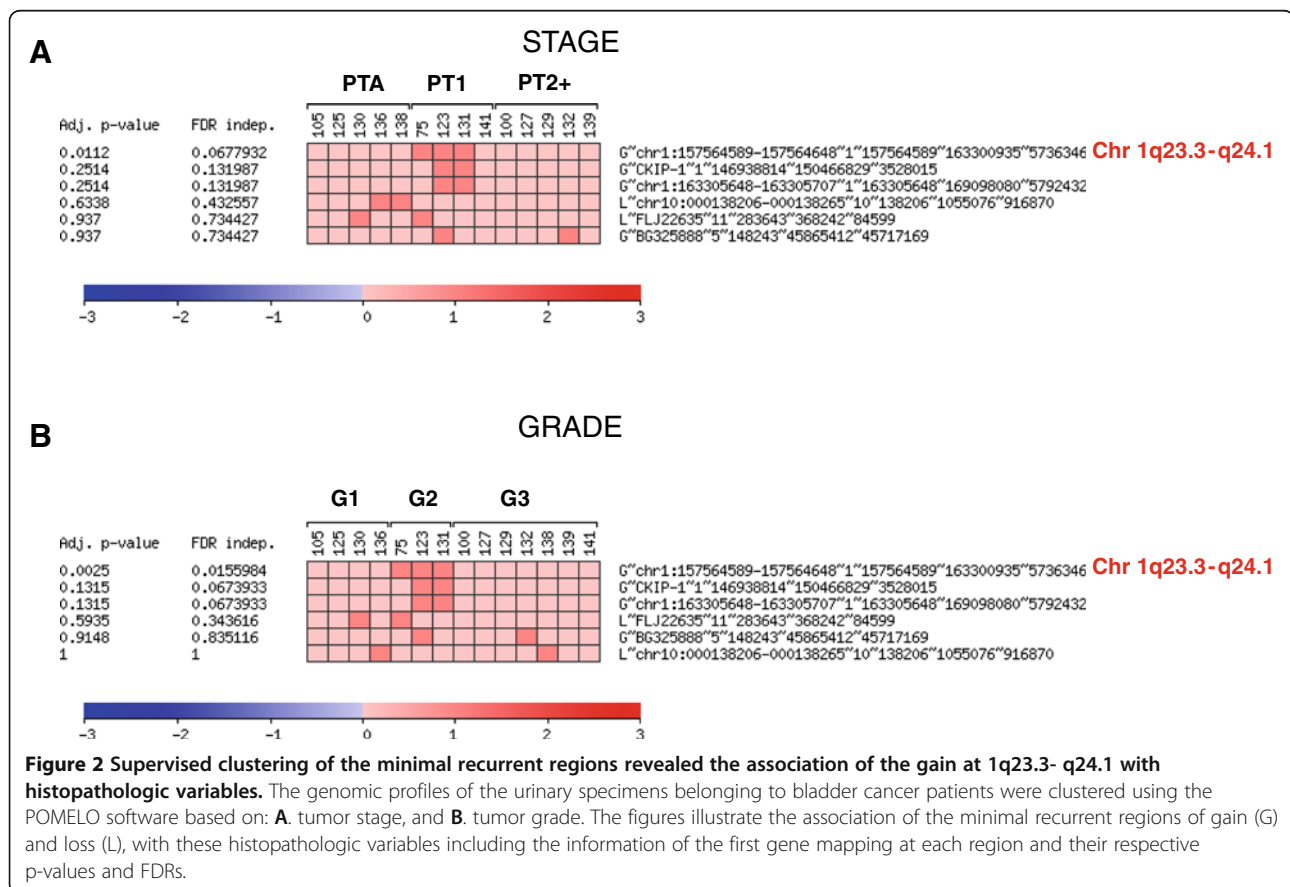 A
STAGE
PTA PT1 PT2+
Adj. p-value FDR indep. 105 125 130 136 138 75 123 131 141 100 127 129 132 139
0.0112 0.0677932 G~chr1:157564589-157564648~1~157564589~163300935~5736346 Chr 1q23.3-q24.1
0.2514 0.131987 G~CKIP-1~1~146938814~150466829~3528015
0.2514 0.131987 G~chr1:163305648-163305707~1~163305648~169098080~5792432
0.6338 0.432557 L~chr10:000138206-000138265~10~138206~1055076~916870
0.937 0.734427 L~FLJ22635~11~283643~368242~84599
0.937 0.734427 G~BG325888~5~148243~45865412~45717169
-3 -2 -1 0 1 2 3
B
GRADE
G1 G2 G3
Adj. p-value FDR indep. 105 125 130 136 75 123 131 100 127 129 132 138 139 141
0.0025 0.0155984 G~chr1:157564589-157564648~1~157564589~163300935~5736346 Chr 1q23.3-q24.1
0.1315 0.0673933 G~CKIP-1~1~146938814~150466829~3528015
0.1315 0.0673933 G~chr1:163305648-163305707~1~163305648~169098080~5792432
0.5935 0.343616 L~FLJ22635~11~283643~368242~84599
0.9148 0.835116 G~BG325888~5~148243~45865412~45717169
1 1 L~chr10:000138206-000138265~10~138206~1055076~916870
-3 -2 -1 0 1 2 3
Figure 2 Supervised clustering of the minimal recurrent regions revealed the association of the gain at 1q23.3- q24.1 with
histopathologic variables. The genomic profiles of the urinary specimens belonging to bladder cancer patients were clustered using the
POMELO software based on: A. tumor stage, and B. tumor grade. The figures illustrate the association of the minimal recurrent regions of gain (G)
and loss (L), with these histopathologic variables including the information of the first gene mapping at each region and their respective
p-values and FDRs.